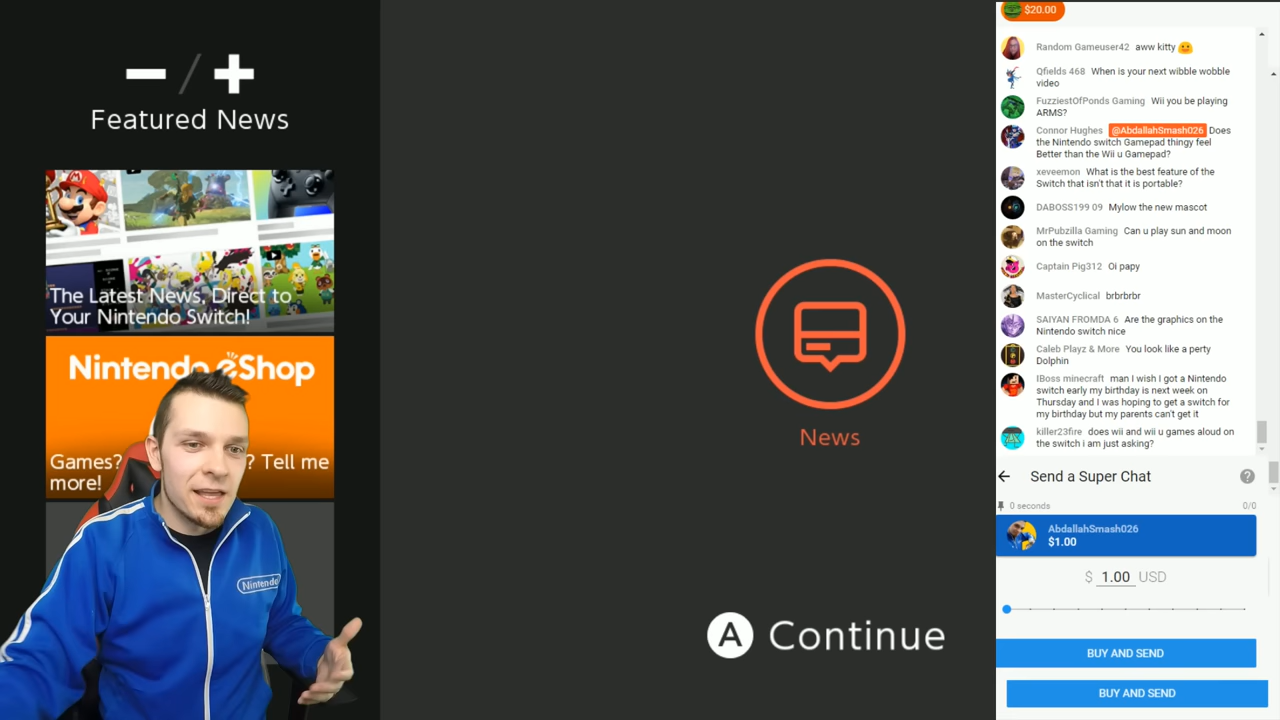 Featured News
The Latest News, Direct to
Your Nintendo Switch!
Nintendo eShop
Games? ? Tell me
more!
Nintendo
News
A Continue
$20.00
Random Gameuser42 aww kitty
Qfields 468 When is your next wibble wobble
video
FuzziestOfPonds Gaming Wii you be playing
ARMS?
Connor Hughes @AbdallahSmash026 Does
the Nintendo switch Gamepad thingy feel
Better than the Wii u Gamepad?
xeveemon What is the best feature of the
Switch that isn't that it is portable?
DABOSS199 09 Mylow the new mascot
MrPubzilla Gaming Can u play sun and moon
on the switch
Captain Pig312 Oi papy
MasterCyclical brbrbrbr
SAIYAN FROMDA 6 Are the graphics on the
Nintendo switch nice
Caleb Playz & More You look like a perty
Dolphin
IBoss minecraft man I wish I got a Nintendo
switch early my birthday is next week on
Thursday and I was hoping to get a switch for
my birthday but my parents can't get it
killer23fire does wii and wii u games aloud on
the switch i am just asking?
Send a Super Chat ?
0 seconds 0/0
AbdallahSmash026
$1.00
$ 1.00 USD
BUY AND SEND
BUY AND SEND